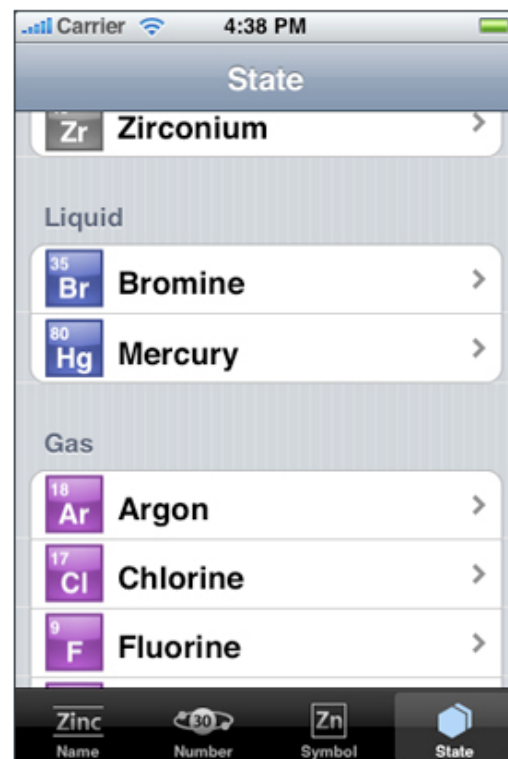 Carrier 4:38 PM
State
Zr Zirconium
Liquid
35
Br Bromine
80
Hg Mercury
Gas
18
Ar Argon
17
Cl Chlorine
9
F Fluorine
Zinc 30 Zn
Name Number Symbol State